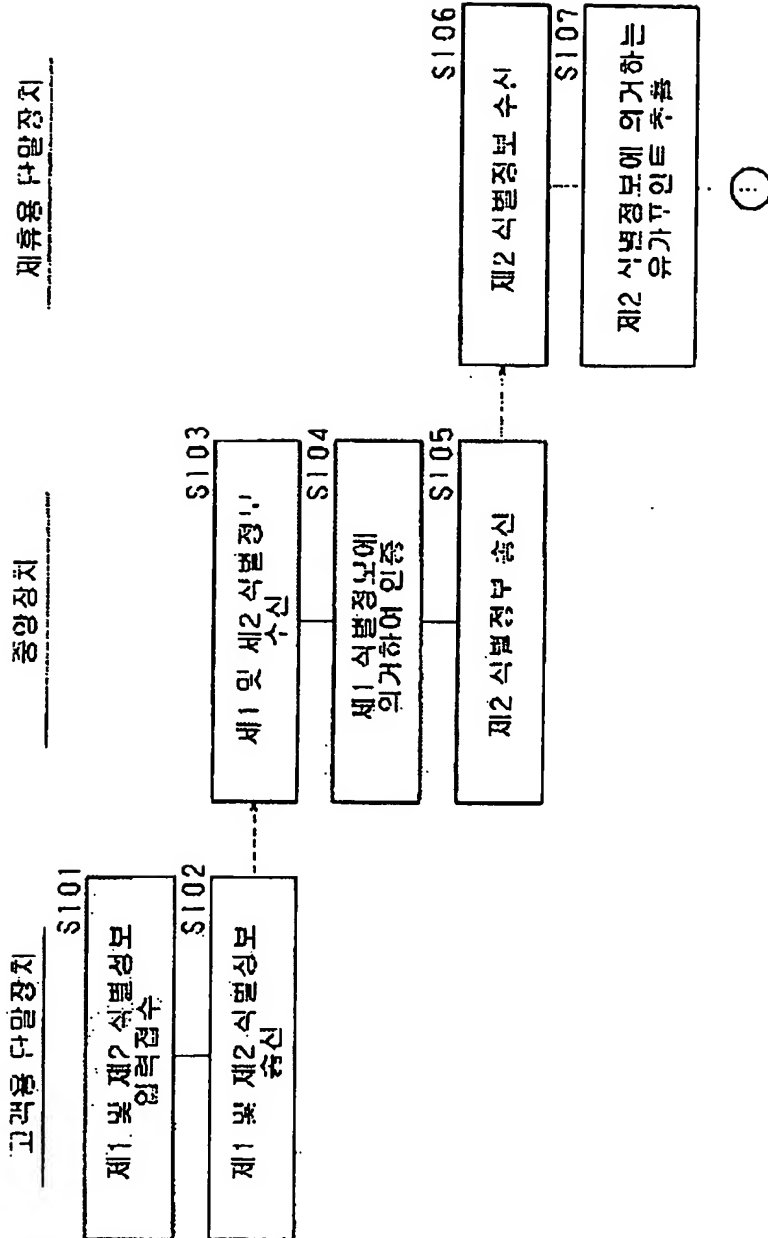 고객용 단말장치
S101
제1 및 제2 식별정보
입력접수
S102
제1 및 제2 식별정보
송신
중앙장치
S103
제1 및 제2 식별정보
수신
S104
제1 식별정보에
의거하여 인증
S105
제2 식별정보 송신
제휴용 단말장치
S106
제2 식별정보 수신
S107
제2 식별정보에 의거하는
유가포인트 추출